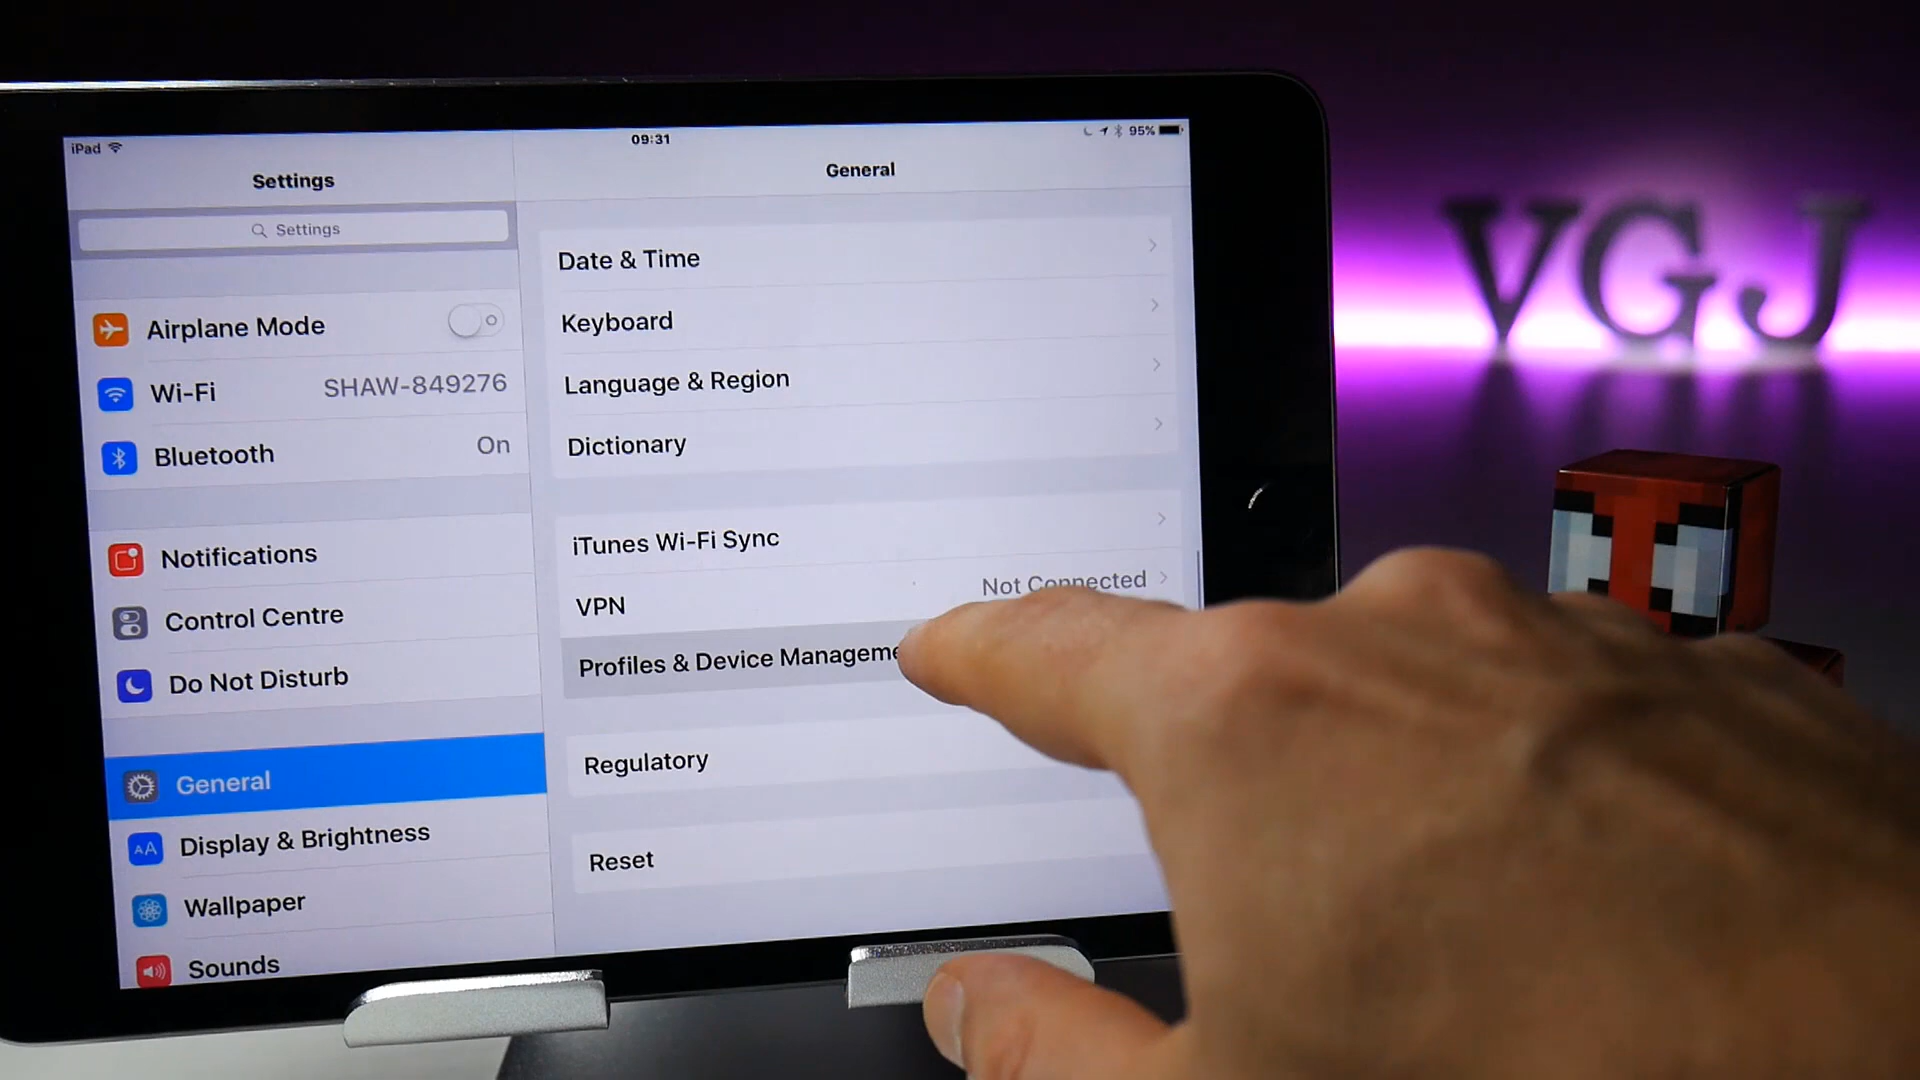 iPad
09:31
95%
Settings
General
Settings
Airplane Mode
Wi-Fi
SHAW-849276
Bluetooth
On
Notifications
Control Centre
Do Not Disturb
General
AA
Display & Brightness
Wallpaper
Sounds
Date & Time
Keyboard
Language & Region
Dictionary
iTunes Wi-Fi Sync
VPN
Not Connected
Profiles & Device Manageme
Regulatory
Reset
VGJ